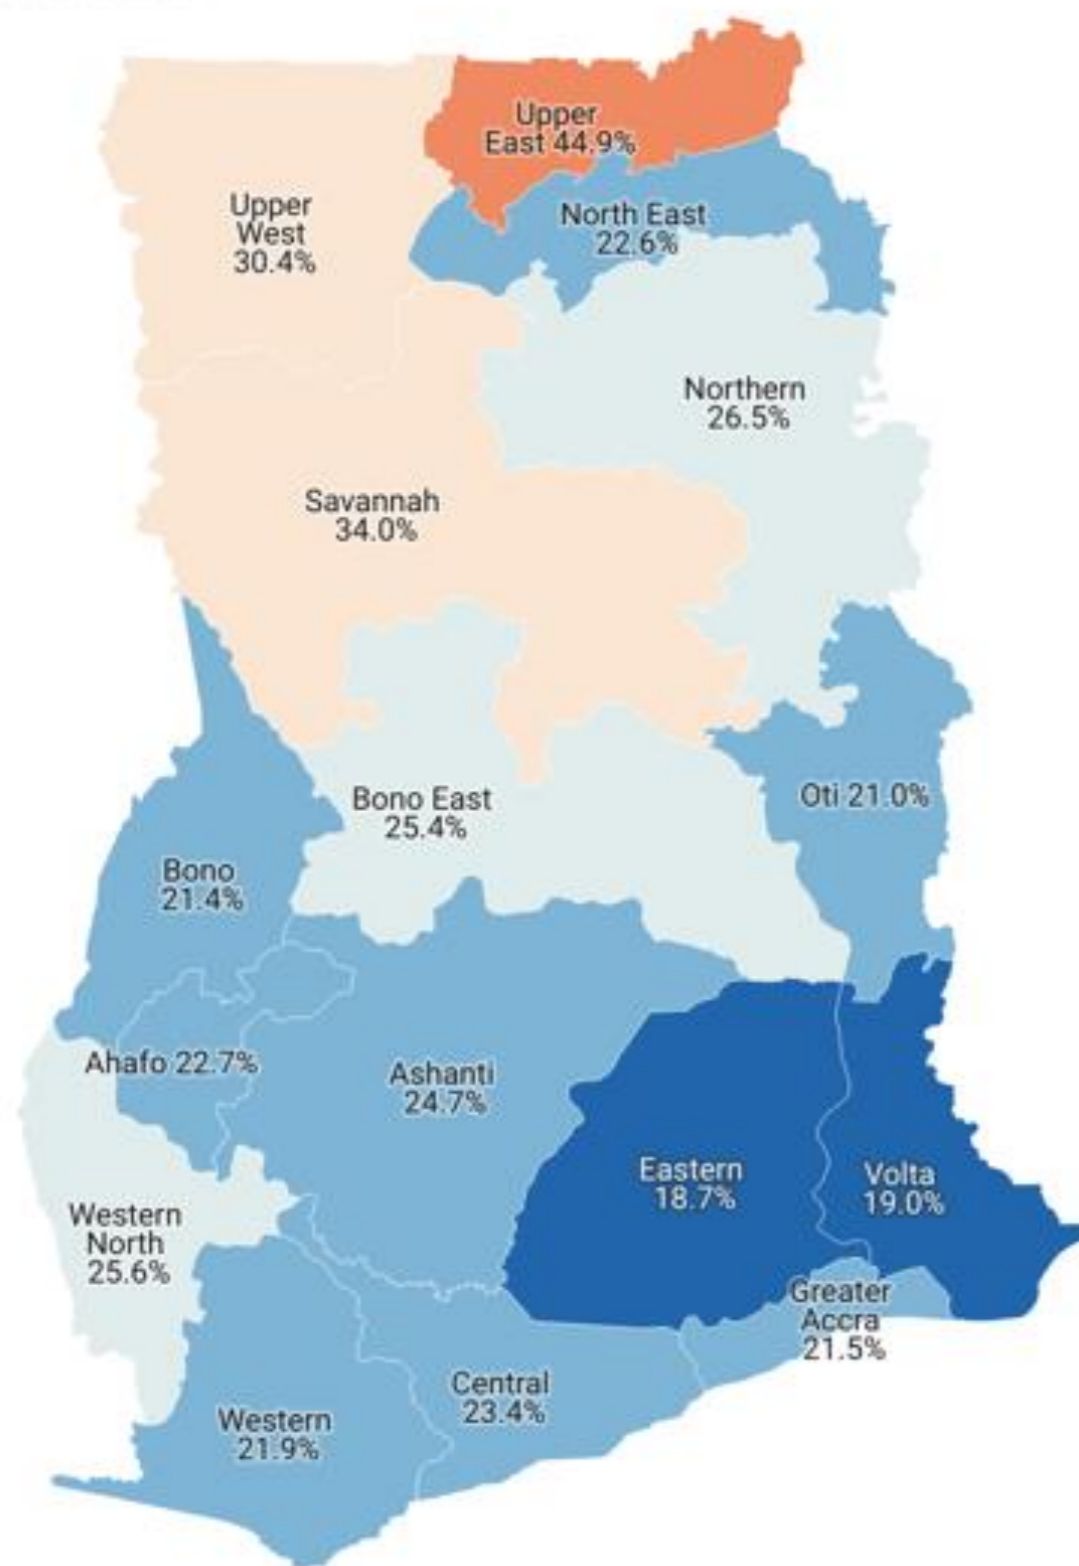 Upper
East 44.9%
Upper
West
30.4%
North East
22.6%
Northern
26.5%
Savannah
34.0%
Bono East
25.4%
Oti 21.0%
Bono
21.4%
Ahafo 22.7%
Ashanti
24.7%
Eastern
18.7%
Volta
19.0%
Western
North
25.6%
Greater
Accra
21.5%
Central
23.4%
Western
21.9%